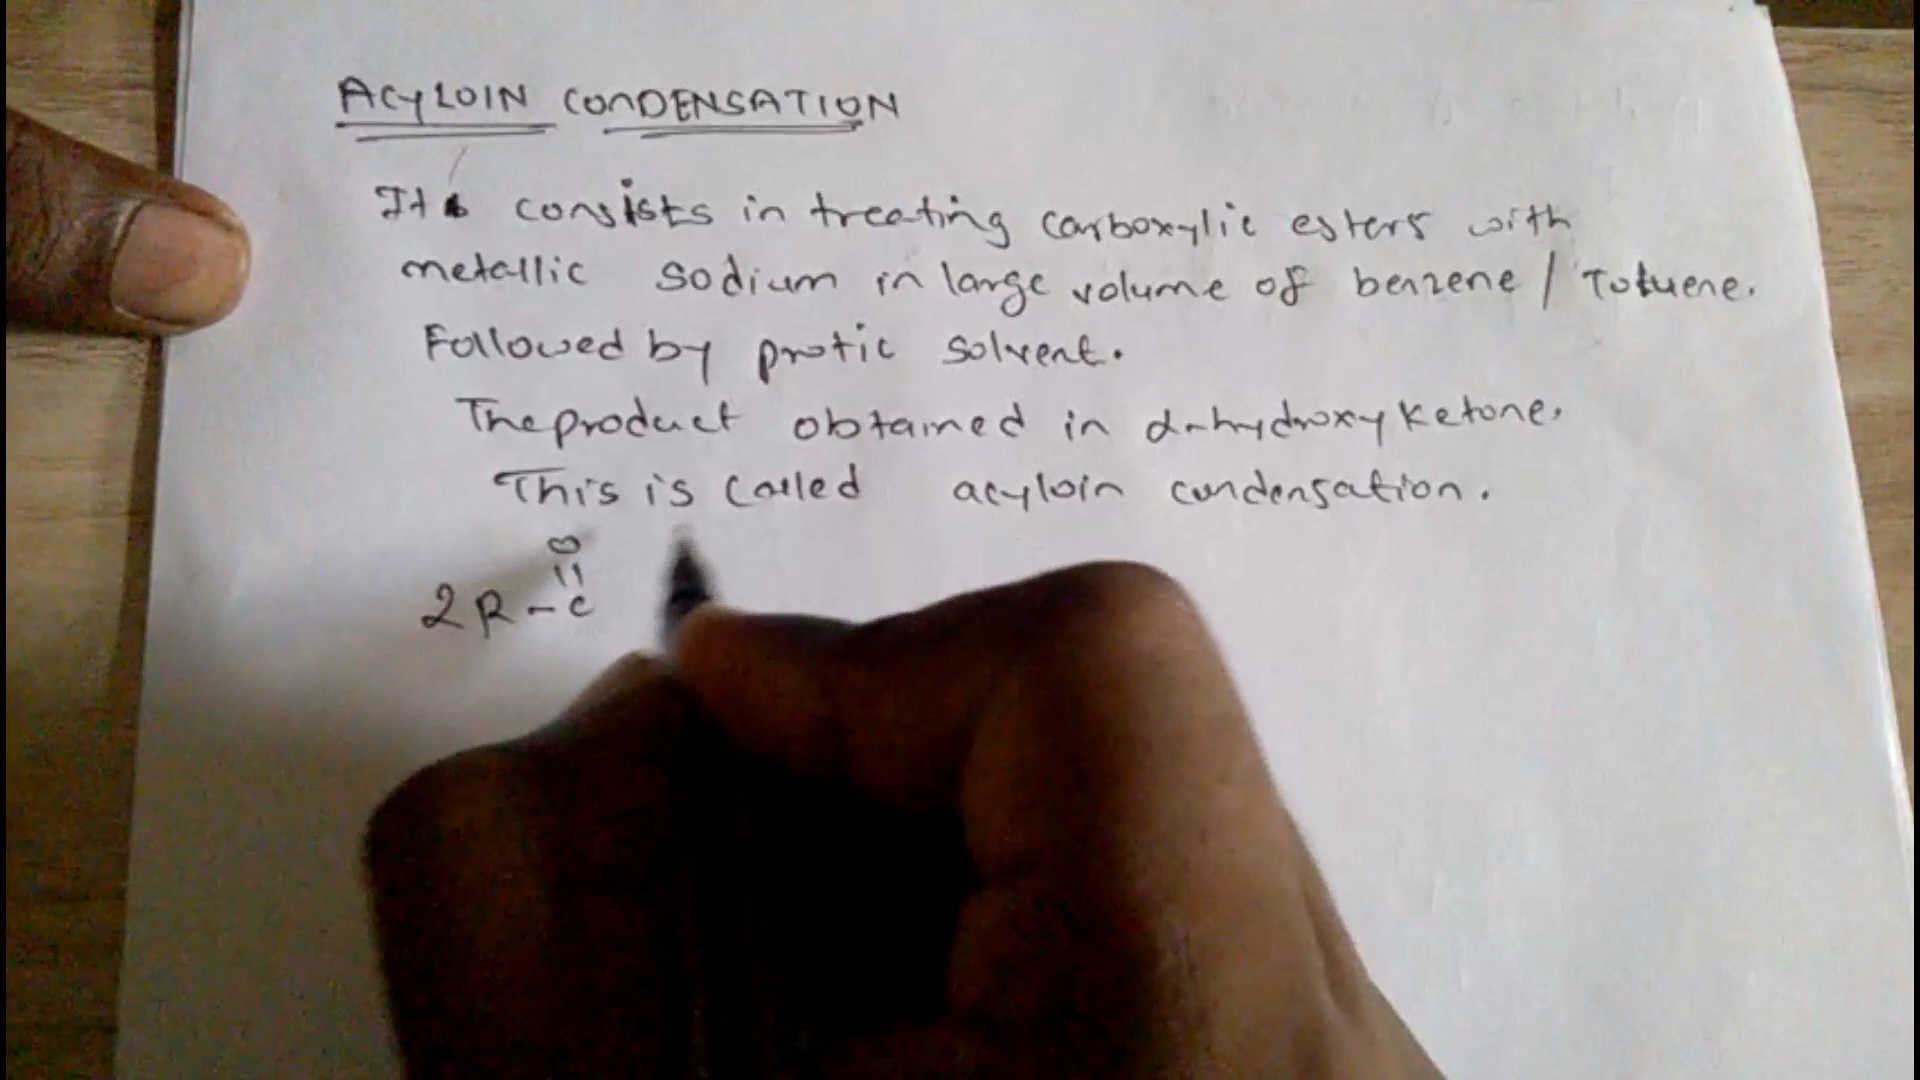 ACYLOIN CONDENSATION
It consists in treating carboxylic esters with
metallic sodium in large volume of benzene / Toluene.
Followed by protic solvent.
The product obtained in α-hydroxy ketone,
This is called acyloin condensation.
O
||
2R-C